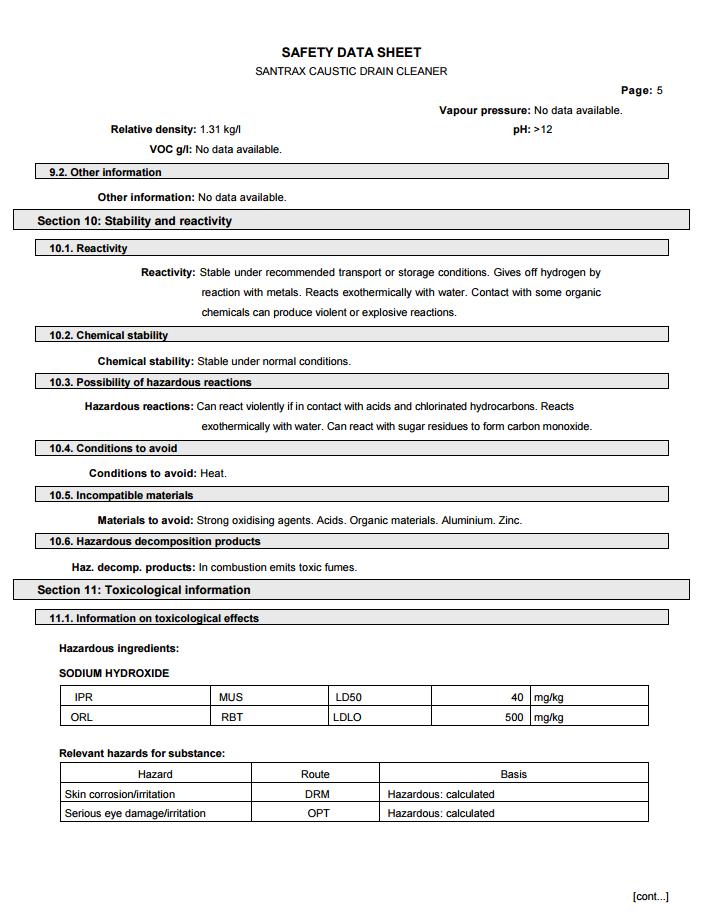 SAFETY DATA SHEET
SANTRAX CAUSTIC DRAIN CLEANER
Page: 5
Vapour pressure: No data available.
Relative density: 1.31 kg/l pH: >12
VOC g/l: No data available.
9.2. Other information
Other information: No data available.
Section 10: Stability and reactivity
10.1. Reactivity
Reactivity: Stable under recommended transport or storage conditions. Gives off hydrogen by
reaction with metals. Reacts exothermically with water. Contact with some organic
chemicals can produce violent or explosive reactions.
10.2. Chemical stability
Chemical stability: Stable under normal conditions.
10.3. Possibility of hazardous reactions
Hazardous reactions: Can react violently if in contact with acids and chlorinated hydrocarbons. Reacts
exothermically with water. Can react with sugar residues to form carbon monoxide.
10.4. Conditions to avoid
Conditions to avoid: Heat.
10.5. Incompatible materials
Materials to avoid: Strong oxidising agents. Acids. Organic materials. Aluminium. Zinc.
10.6. Hazardous decomposition products
Haz. decomp. products: In combustion emits toxic fumes.
Section 11: Toxicological information
11.1. Information on toxicological effects
Hazardous ingredients:
SODIUM HYDROXIDE
IPR MUS LD50 40 mg/kg
ORL RBT LDLO 500 mg/kg
Relevant hazards for substance:
Hazard Route Basis
Skin corrosion/irritation DRM Hazardous: calculated
Serious eye damage/irritation OPT Hazardous: calculated
[cont...]